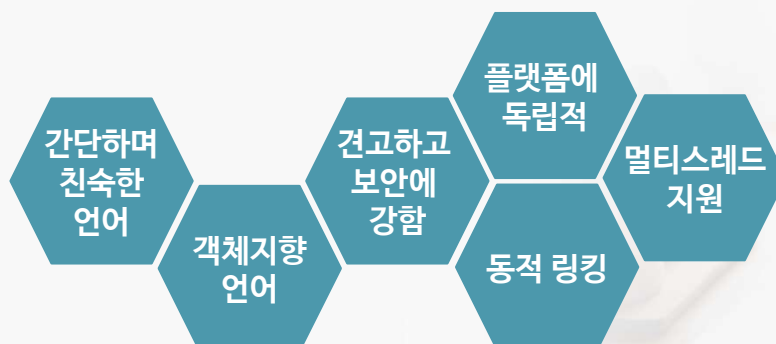 간단하며
친숙한
언어
객체지향
언어
견고하고
보안에
강함
플랫폼에
독립적
동적 링킹
멀티스레드
지원